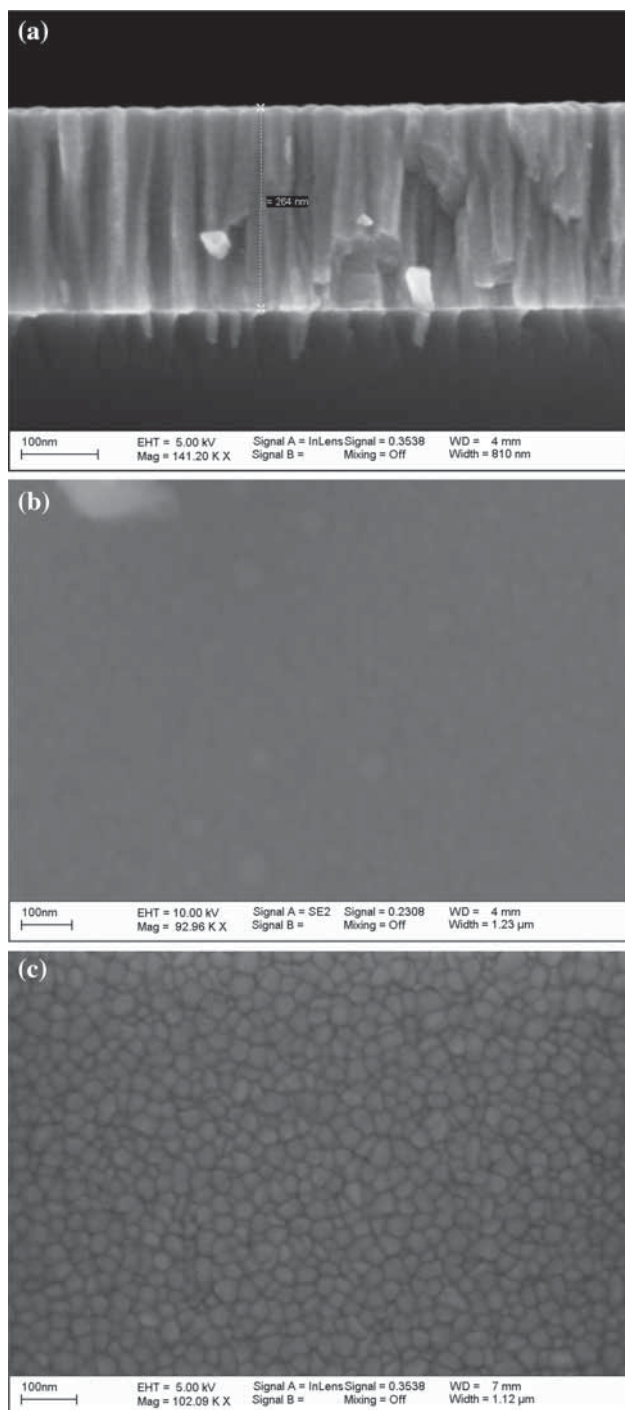 (a)
= 264 nm
100nm EHT = 5.00 kV Signal A = InLens Signal = 0.3538 WD = 4 mm
Mag = 141.20 K X Signal B = Mixing = Off Width = 810 nm
(b)
100nm EHT = 10.00 kV Signal A = SE2 Signal = 0.2308 WD = 4 mm
Mag = 92.96 K X Signal B = Mixing = Off Width = 1.23 µm
(c)
100nm EHT = 5.00 kV Signal A = InLens Signal = 0.3538 WD = 7 mm
Mag = 102.09 K X Signal B = Mixing = Off Width = 1.12 µm